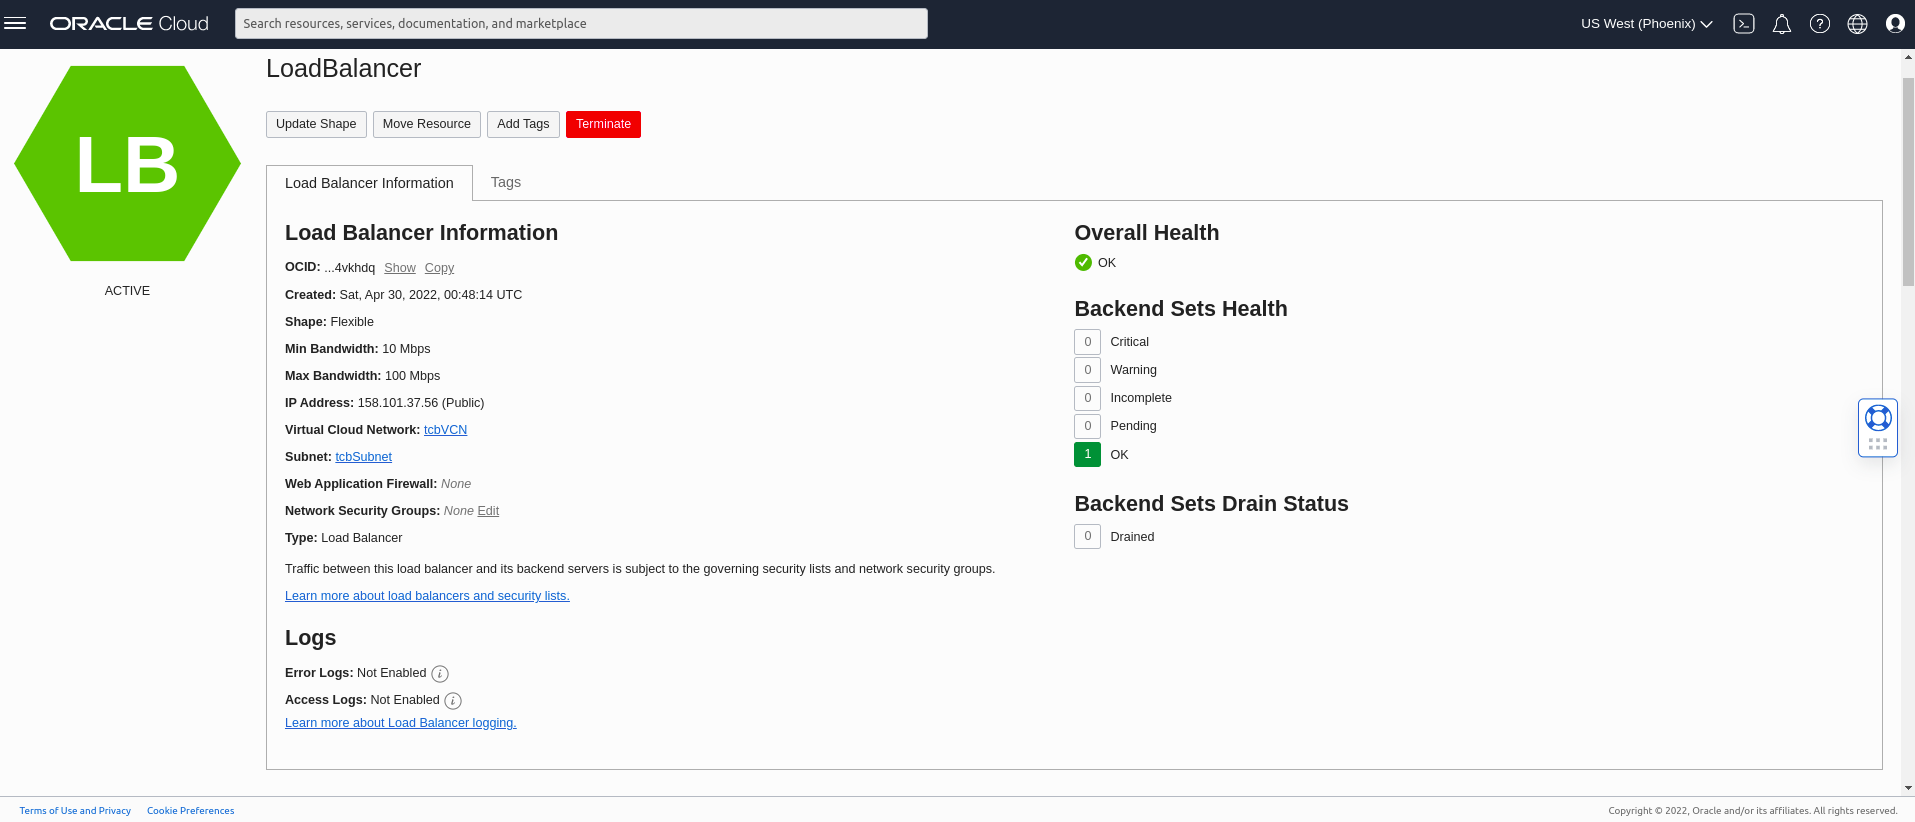 ORACLE Cloud
Search resources, services, documentation, and marketplace
US West (Phoenix)
LB
ACTIVE
LoadBalancer
Update Shape Move Resource Add Tags Terminate
Load Balancer Information Tags
Load Balancer Information
OCID: ...4vkhdq Show Copy
Created: Sat, Apr 30, 2022, 00:48:14 UTC
Shape: Flexible
Min Bandwidth: 10 Mbps
Max Bandwidth: 100 Mbps
IP Address: 158.101.37.56 (Public)
Virtual Cloud Network: tcbVCN
Subnet: tcbSubnet
Web Application Firewall: None
Network Security Groups: None Edit
Type: Load Balancer
Traffic between this load balancer and its backend servers is subject to the governing security lists and network security groups.
Learn more about load balancers and security lists.
Logs
Error Logs: Not Enabled i
Access Logs: Not Enabled i
Learn more about Load Balancer logging.
Overall Health
OK
Backend Sets Health
0 Critical
0 Warning
0 Incomplete
0 Pending
1 OK
Backend Sets Drain Status
0 Drained
Terms of Use and Privacy Cookie Preferences
Copyright © 2022, Oracle and/or its affiliates. All rights reserved.